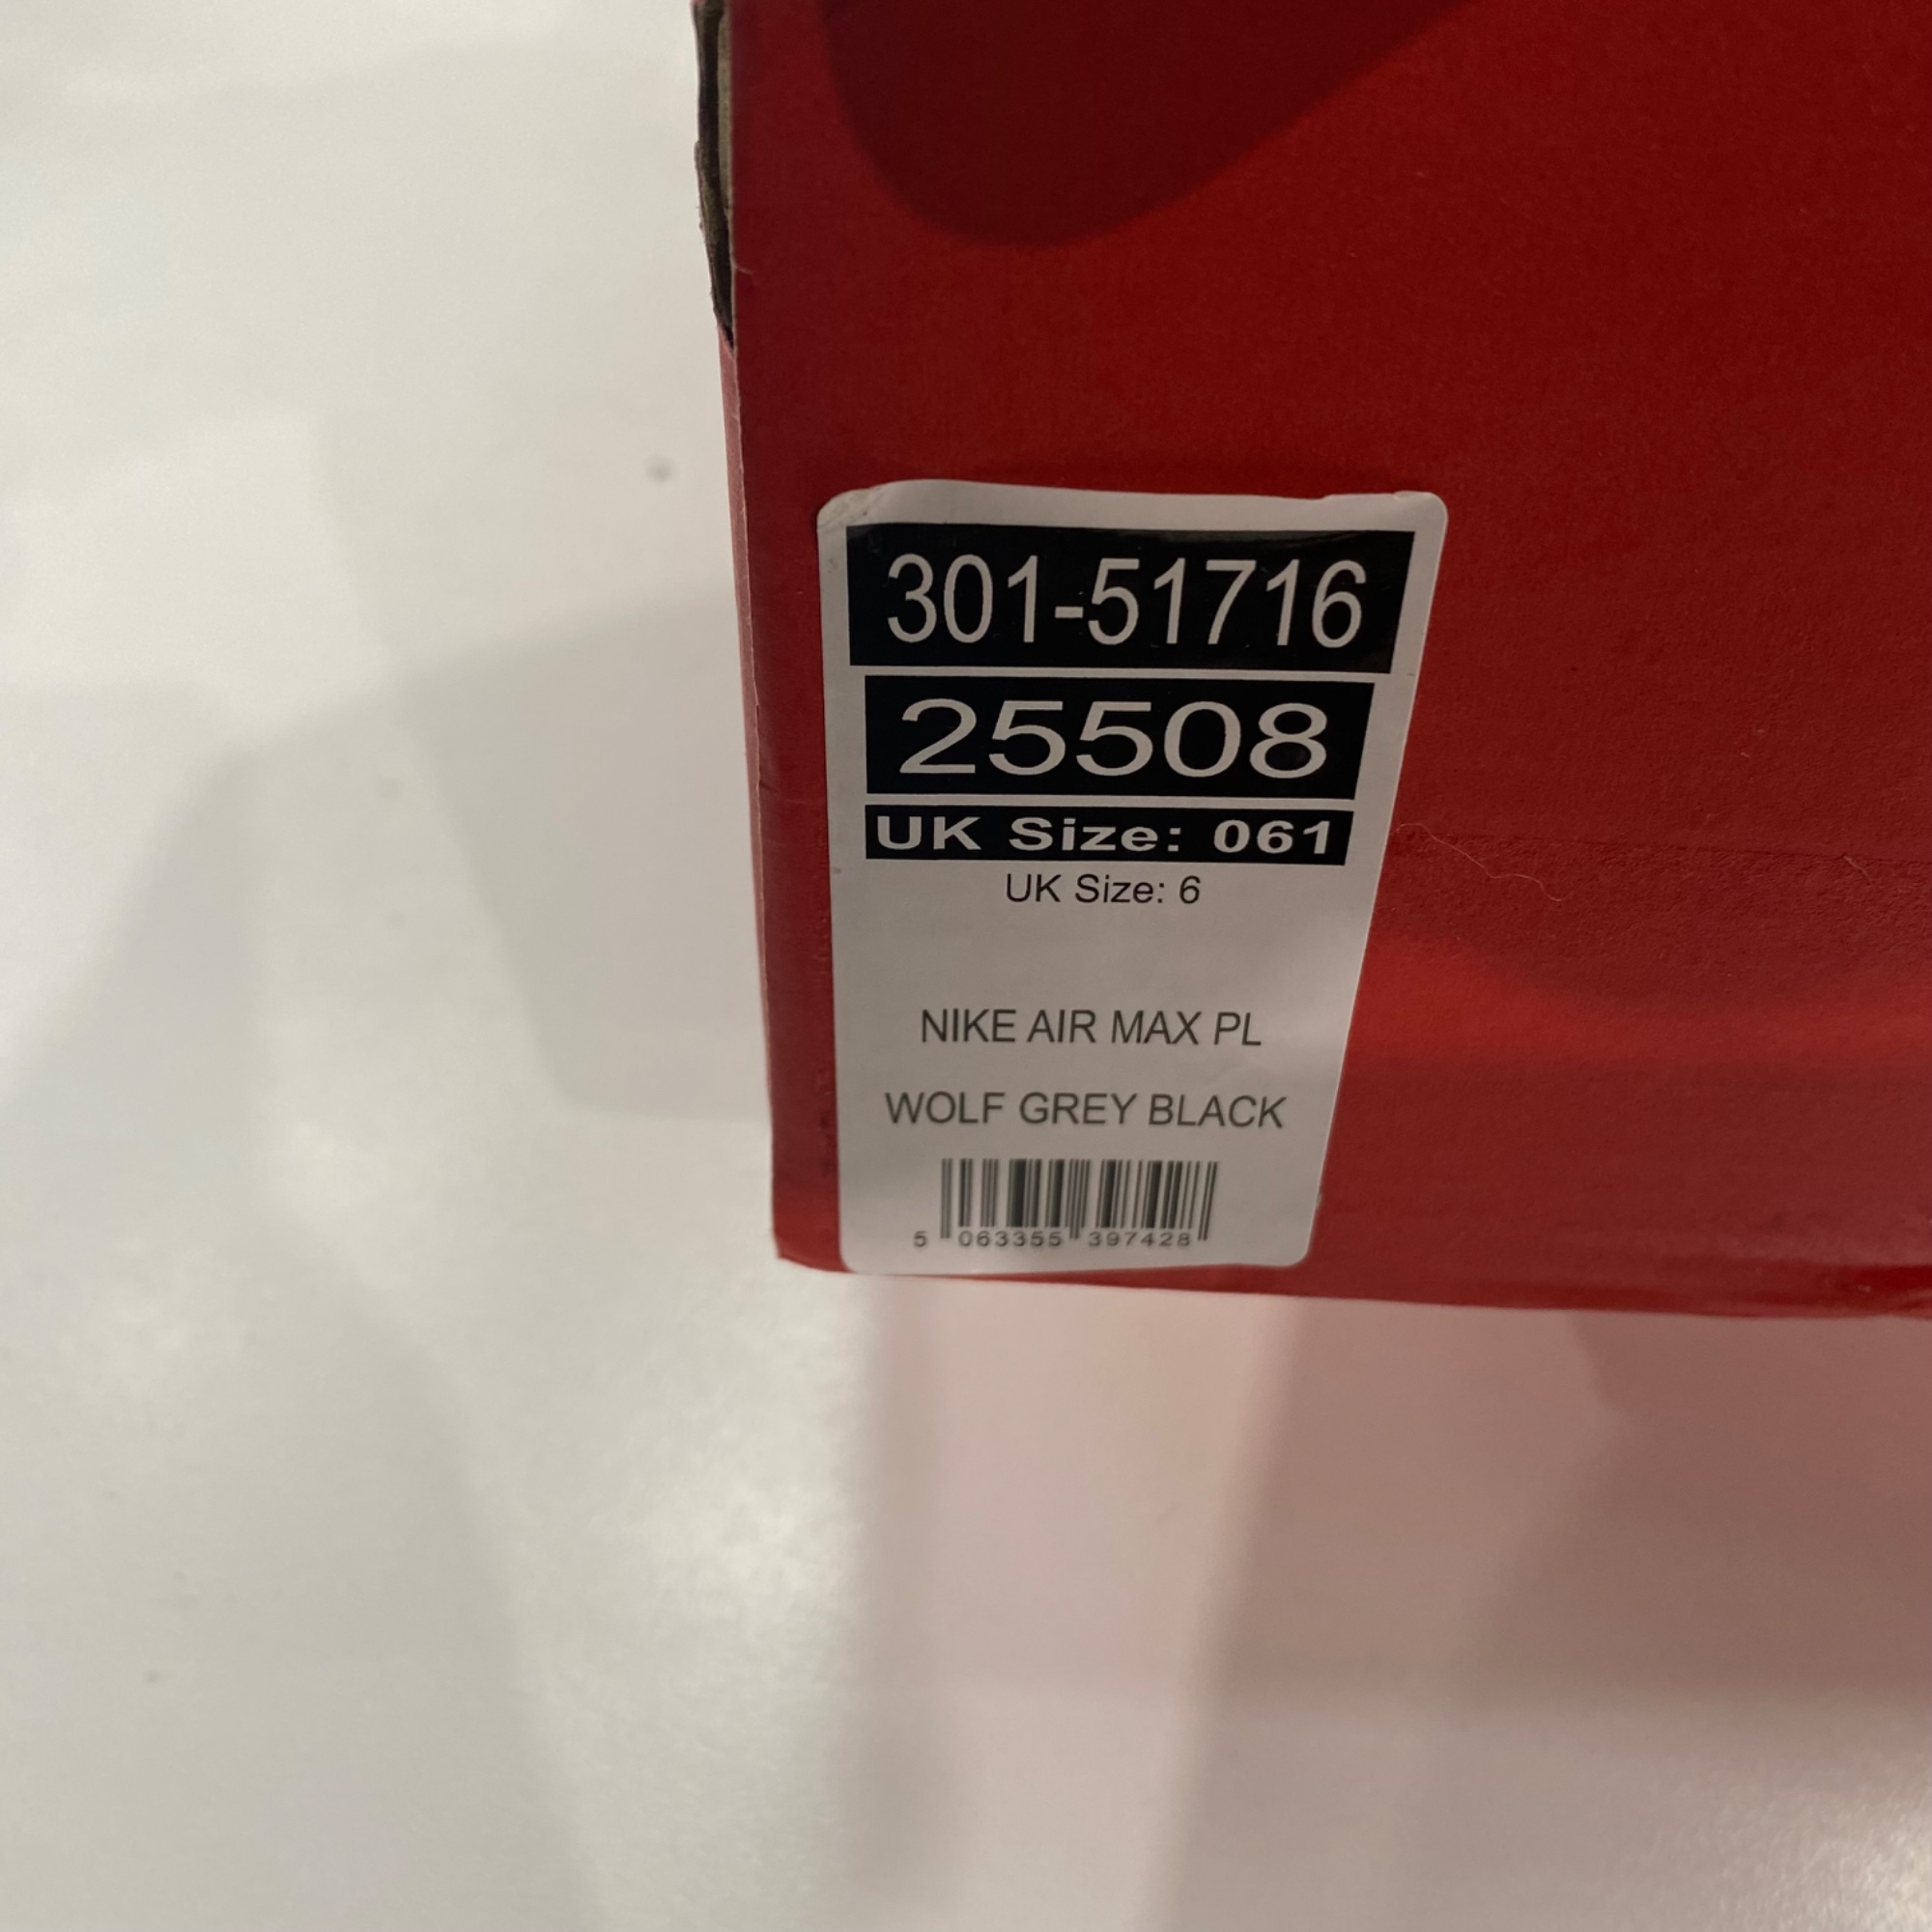 301-51716
25508
UK Size: 061
UK Size: 6
NIKE AIR MAX PL
WOLF GREY BLACK
5 063355 397428